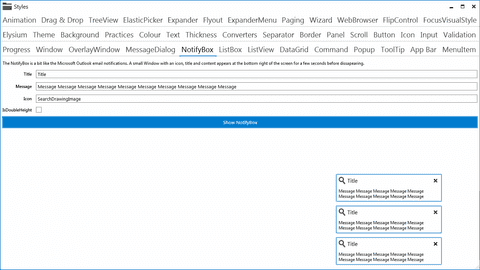 Styles
Animation Drag & Drop TreeView ElasticPicker Expander Flyout ExpanderMenu Paging Wizard WebBrowser FlipControl FocusVisualStyle
Elysium Theme Background Practices Colour Text Thickness Converters Separator Border Panel Scroll Button Icon Input Validation
Progress Window OverlayWindow MessageDialog NotifyBox ListBox ListView DataGrid Command Popup ToolTip App Bar MenuItem
The NotifyBox is a bit like the Microsoft Outlook email notifications. A small Window with an icon, title and content appears at the bottom right of the screen for a few seconds before disapearing.
Title Title
Message Message Message Message Message Message Message Message Message Message Message
Icon SearchDrawingImage
IsDoubleHeight
Show NotifyBox
Title
Message Message Message Message Message
Message Message Message Message Message
Title
Message Message Message Message Message
Message Message Message Message Message
Title
Message Message Message Message Message
Message Message Message Message Message